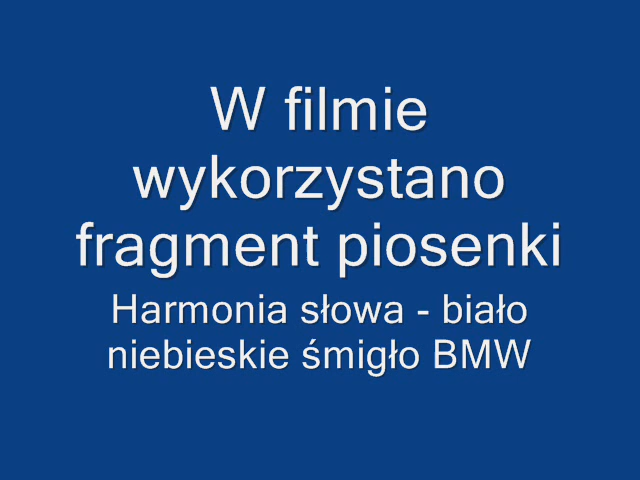 W filmie
wykorzystano
fragment piosenki
Harmonia słowa - biało
niebieskie śmigło BMW